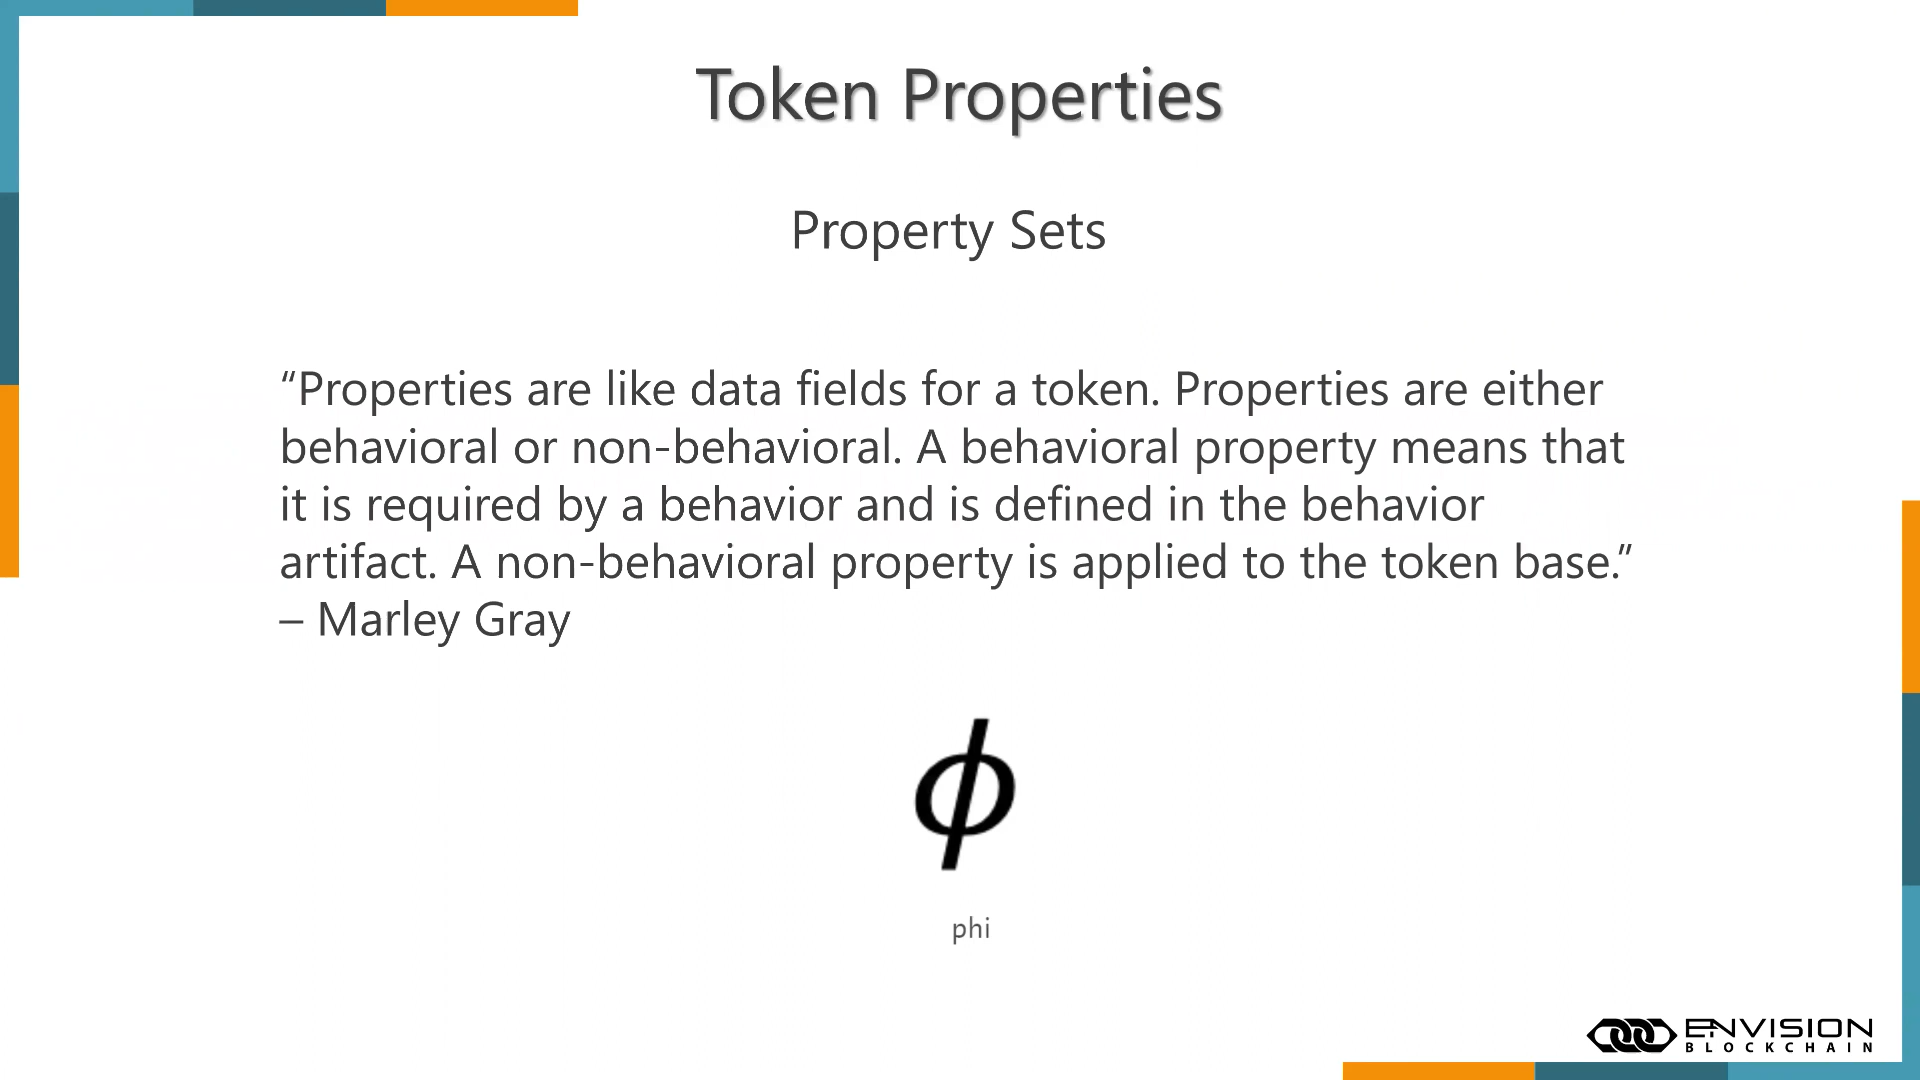 Token Properties
Property Sets
“Properties are like data fields for a token. Properties are either
behavioral or non-behavioral. A behavioral property means that
it is required by a behavior and is defined in the behavior
artifact. A non-behavioral property is applied to the token base.”
– Marley Gray
ϕ
phi
ENVISION
BLOCKCHAIN